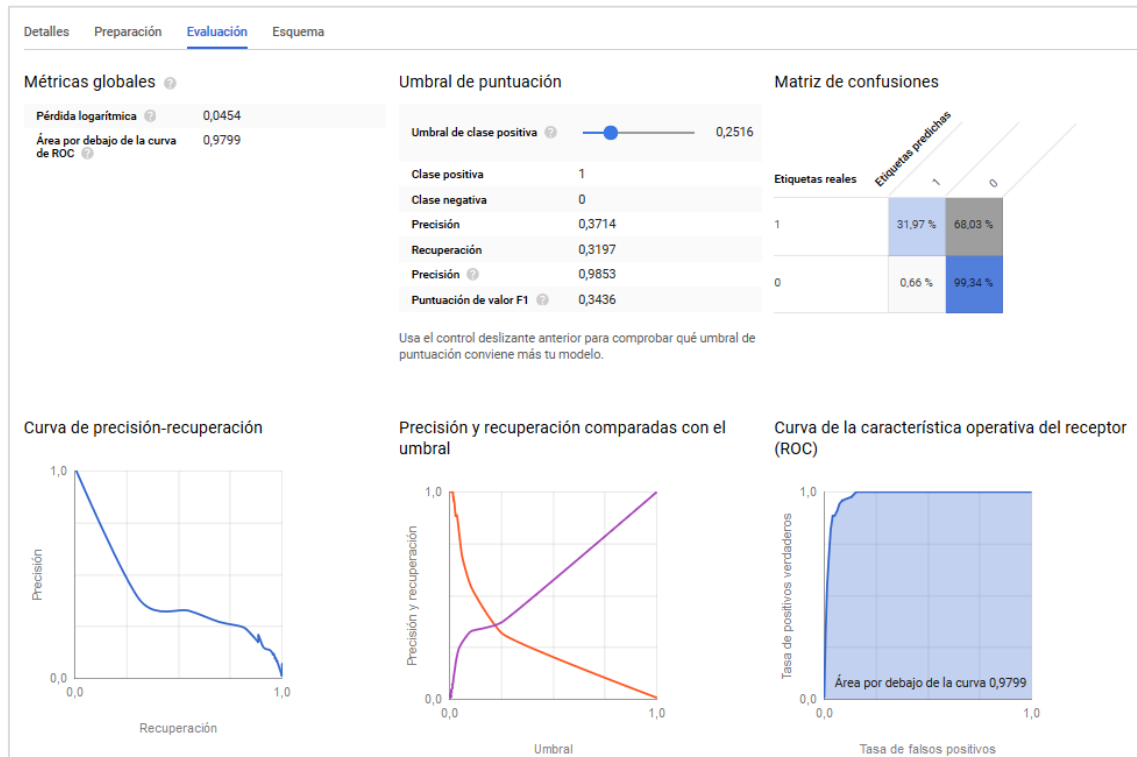 Detalles Preparación Evaluación Esquema
Métricas globales
Pérdida logarítmica 0,0454
Área por debajo de la curva
de ROC 0,9799
Umbral de puntuación
Umbral de clase positiva 0,2516
Clase positiva 1
Clase negativa 0
Precisión 0,3714
Recuperación 0,3197
Precisión 0,9853
Puntuación de valor F1 0,3436
Usa el control deslizante anterior para comprobar qué umbral de
puntuación conviene más tu modelo.
Matriz de confusiones
Etiquetas predichas
Etiquetas reales 1 0
1 31,97 % 68,03 %
0 0,66 % 99,34 %
Curva de precisión-recuperación
1,0
Precisión
0,0
0,0 1,0
Recuperación
Precisión y recuperación comparadas con el
umbral
1,0
Precisión y recuperación
0,0
0,0 1,0
Umbral
Curva de la característica operativa del receptor
(ROC)
1,0
Tasa de positivos verdaderos
Área por debajo de la curva 0,9799
0,0
0,0 1,0
Tasa de falsos positivos